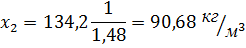 x₂ = 134,2 1/1,48 = 90,68 кг/м³